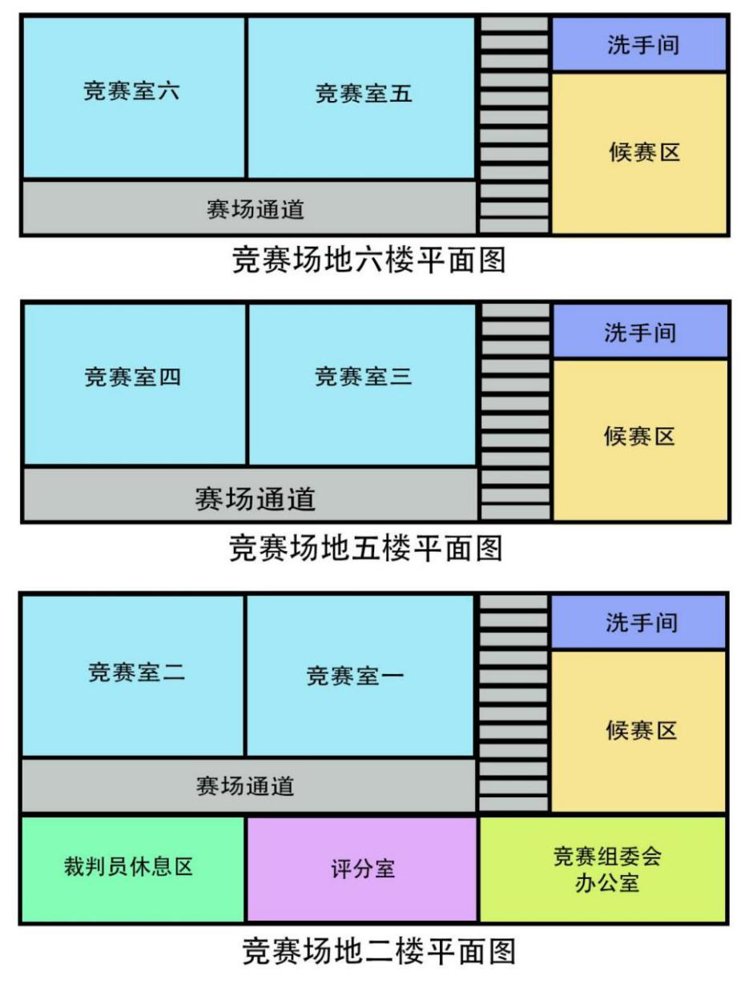 洗手间
竞赛室六
竞赛室五
候赛区
赛场通道
竞赛场地六楼平面图
洗手间
竞赛室四
竞赛室三
候赛区
赛场通道
竞赛场地五楼平面图
洗手间
竞赛室二
竞赛室一
候赛区
赛场通道
裁判员休息区
评分室
竞赛组委会
办公室
竞赛场地二楼平面图